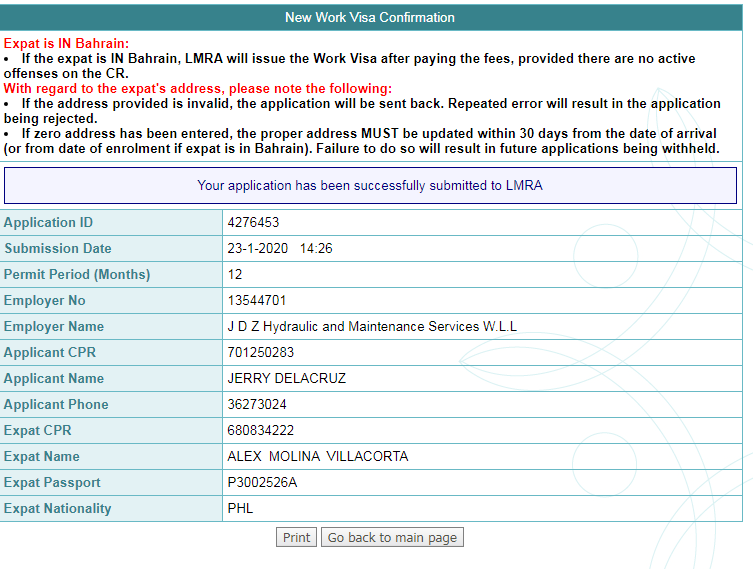 New Work Visa Confirmation
Expat is IN Bahrain:
• If the expat is IN Bahrain, LMRA will issue the Work Visa after paying the fees, provided there are no active
offenses on the CR.
With regard to the expat's address, please note the following:
• If the address provided is invalid, the application will be sent back. Repeated error will result in the application
being rejected.
• If zero address has been entered, the proper address MUST be updated within 30 days from the date of arrival
(or from date of enrolment if expat is in Bahrain). Failure to do so will result in future applications being withheld.
Your application has been successfully submitted to LMRA
Application ID 4276453
Submission Date 23-1-2020 14:26
Permit Period (Months) 12
Employer No 13544701
Employer Name J D Z Hydraulic and Maintenance Services W.L.L
Applicant CPR 701250283
Applicant Name JERRY DELACRUZ
Applicant Phone 36273024
Expat CPR 680834222
Expat Name ALEX MOLINA VILLACORTA
Expat Passport P3002526A
Expat Nationality PHL
Print Go back to main page